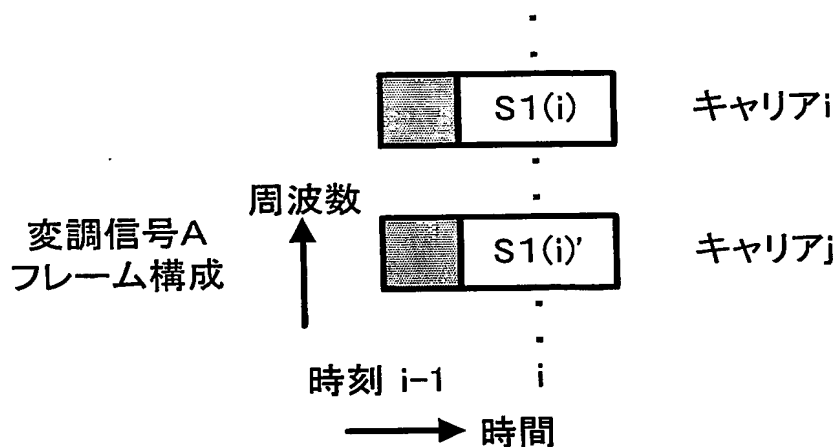 S1(i) キャリアi
周波数
変調信号A
フレーム構成
S1(i)' キャリアj
時刻 i-1 i
時間